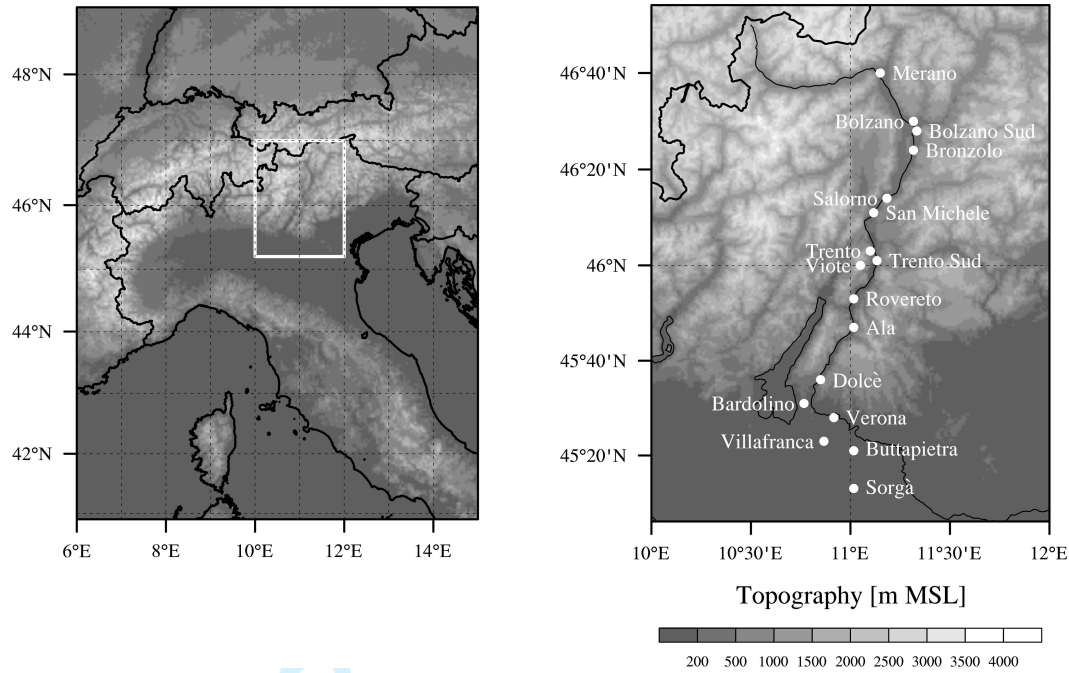 48°N
46°N
44°N
42°N
6°E 8°E 10°E 12°E 14°E
46°40'N
46°20'N
46°N
45°40'N
45°20'N
Merano
Bolzano
Bolzano Sud
Bronzolo
Salorno
San Michele
Trento
Viote
Trento Sud
Rovereto
Ala
Dolcè
Bardolino
Verona
Villafranca
Buttapietra
Sorgà
10°E 10°30'E 11°E 11°30'E 12°E
Topography [m MSL]
200 500 1000 1500 2000 2500 3000 3500 4000